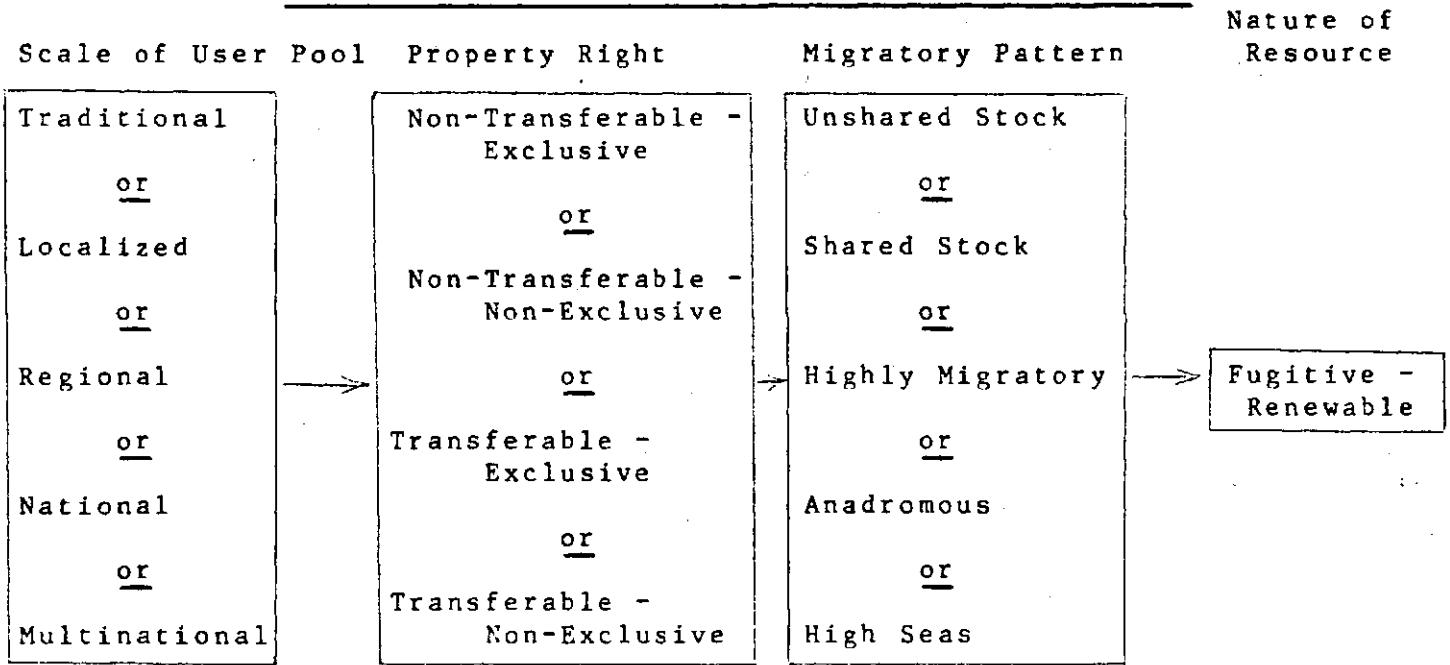 Nature of
Scale of User Pool Property Right Migratory Pattern Resource
Traditional
or
Localized
or
Regional
or
National
or
Multinational
Non-Transferable -
Exclusive
or
Non-Transferable -
Non-Exclusive
or
Transferable -
Exclusive
or
Transferable -
Non-Exclusive
Unshared Stock
or
Shared Stock
or
Highly Migratory
or
Anadromous
or
High Seas
Fugitive -
Renewable